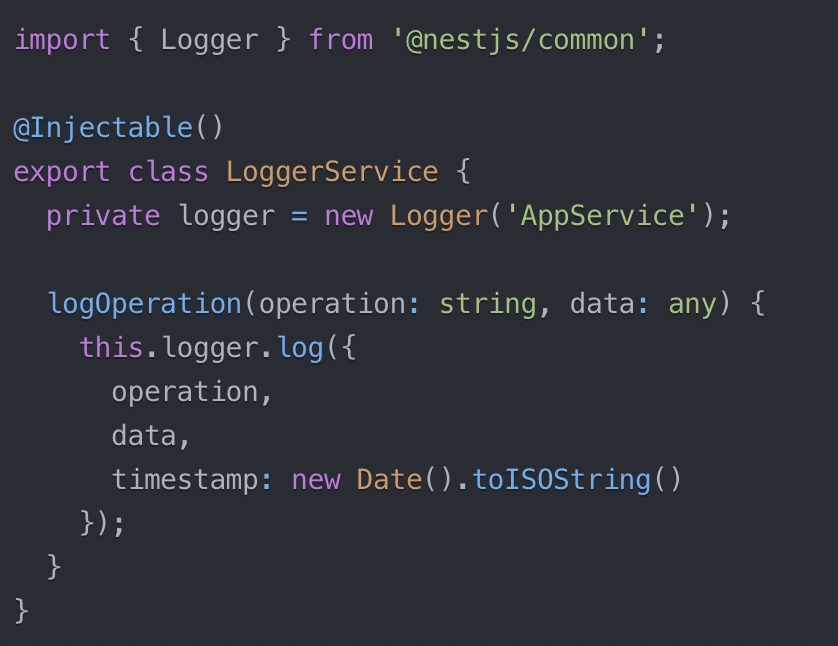 import { Logger } from '@nestjs/common';

@Injectable()
export class LoggerService {
  private logger = new Logger('AppService');

  logOperation(operation: string, data: any) {
    this.logger.log({
      operation,
      data,
      timestamp: new Date().toISOString()
    });
  }
}